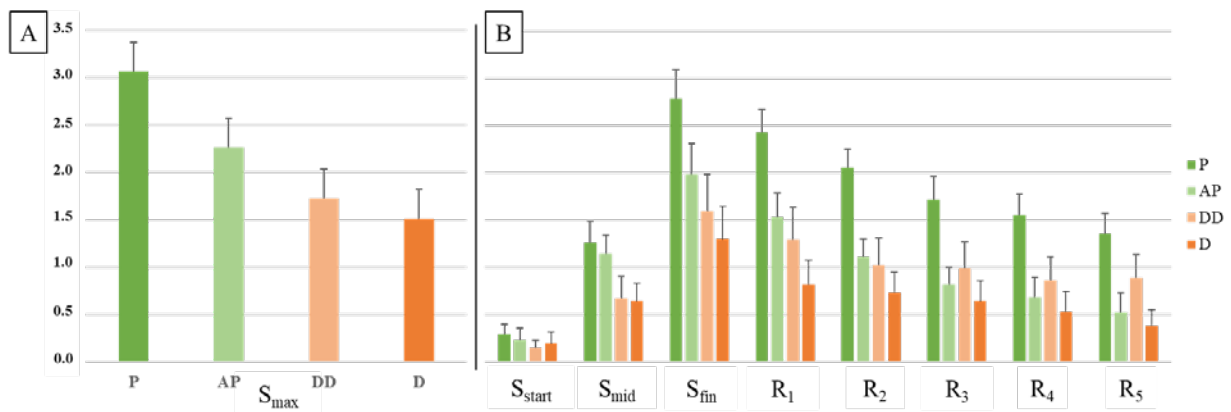 A
3.5
3.0
2.5
2.0
1.5
1.0
0.5
0.0
P AP DD D
Smax
B
Sstart Smid Sfin R1 R2 R3 R4 R5
P
AP
DD
D